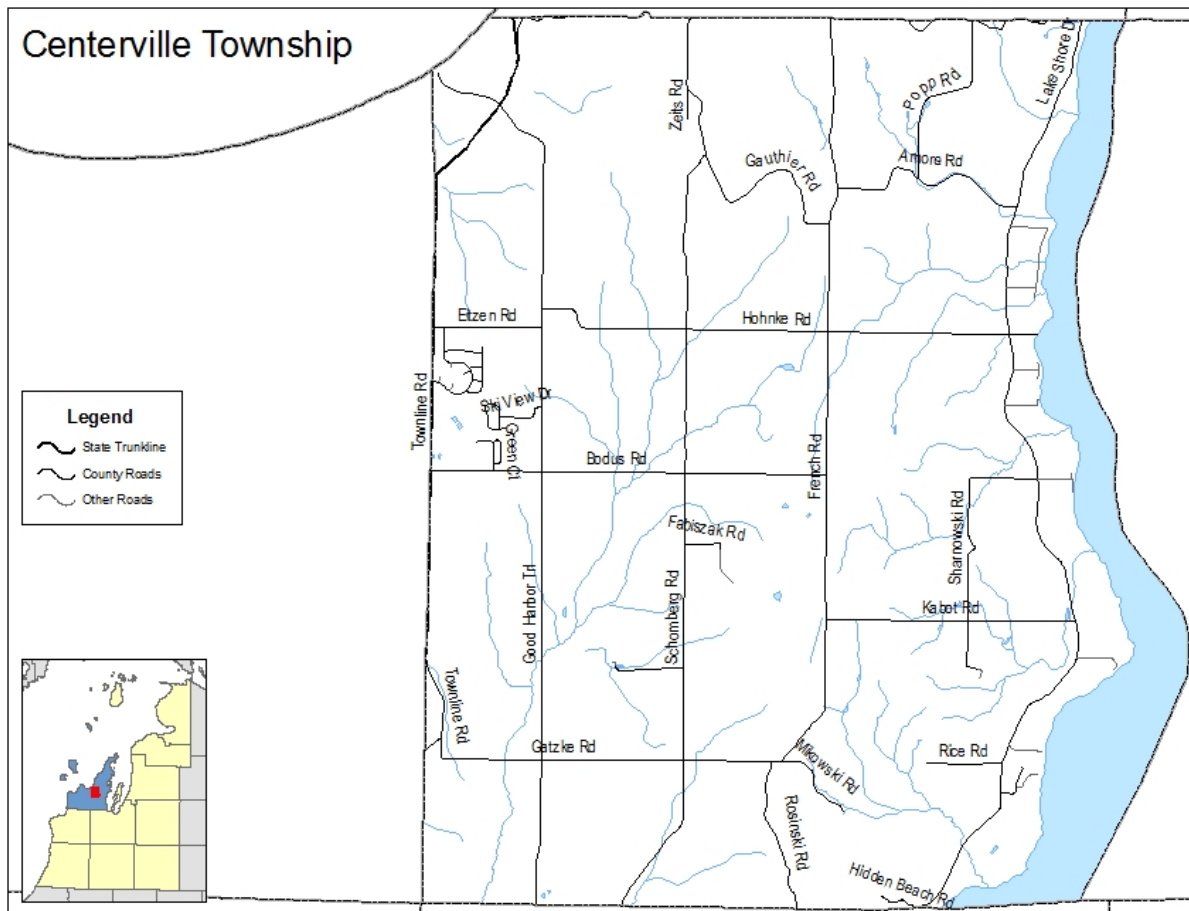 Centerville Township
Lake Shore Dr
Popp Rd
Zeits Rd
Gauthier Rd
Amore Rd
Eitzen Rd
Hohnke Rd
Townline Rd
Ski View Dr
Green Ct
Bodus Rd
French Rd
Legend
State Trunkline
County Roads
Other Roads
Sharnowski Rd
Fabiszak Rd
Good Harbor Trl
Schomberg Rd
Kabot Rd
Townline Rd
Gatzke Rd
Mikowski Rd
Rice Rd
Rosinski Rd
Hidden Beach Rd